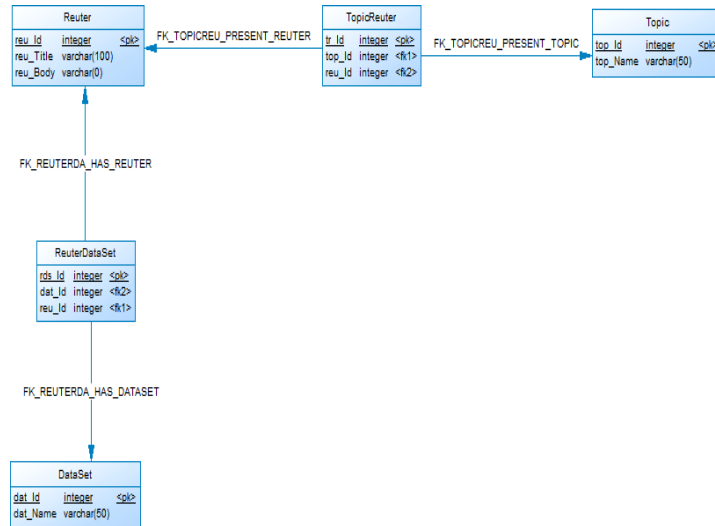 Reuter
reu_Id integer <pk>
reu_Title varchar(100)
reu_Body varchar(0)
FK_TOPICREU_PRESENT_REUTER
TopicReuter
tr_Id integer <pk>
top_Id integer <fk1>
reu_Id integer <fk2>
FK_TOPICREU_PRESENT_TOPIC
Topic
top_Id integer <pk>
top_Name varchar(50)
FK_REUTERDA_HAS_REUTER
ReuterDataSet
rds_Id integer <pk>
dat_Id integer <fk2>
reu_Id integer <fk1>
FK_REUTERDA_HAS_DATASET
DataSet
dat_Id integer <pk>
dat_Name varchar(50)